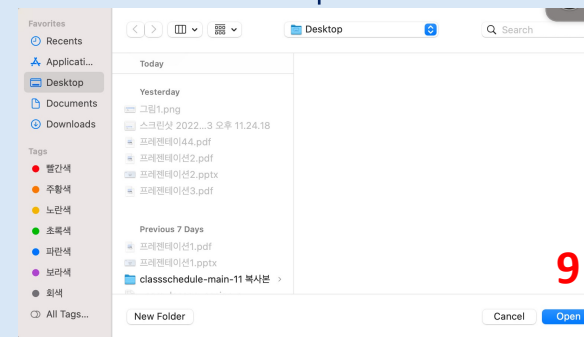 Favorites
Recents
Applicati...
Desktop
Documents
Downloads
Tags
빨간색
주황색
노란색
초록색
파란색
보라색
회색
All Tags...
Desktop
Search
Today
Yesterday
그림1.png
스크린샷 2022...3 오후 11.24.18
프레젠테이44.pdf
프레젠테이션2.pdf
프레젠테이션2.pptx
프레젠테이션3.pdf
Previous 7 Days
프레젠테이션1.pdf
프레젠테이션1.pptx
classschedule-main-11 복사본
9
New Folder
Cancel
Open